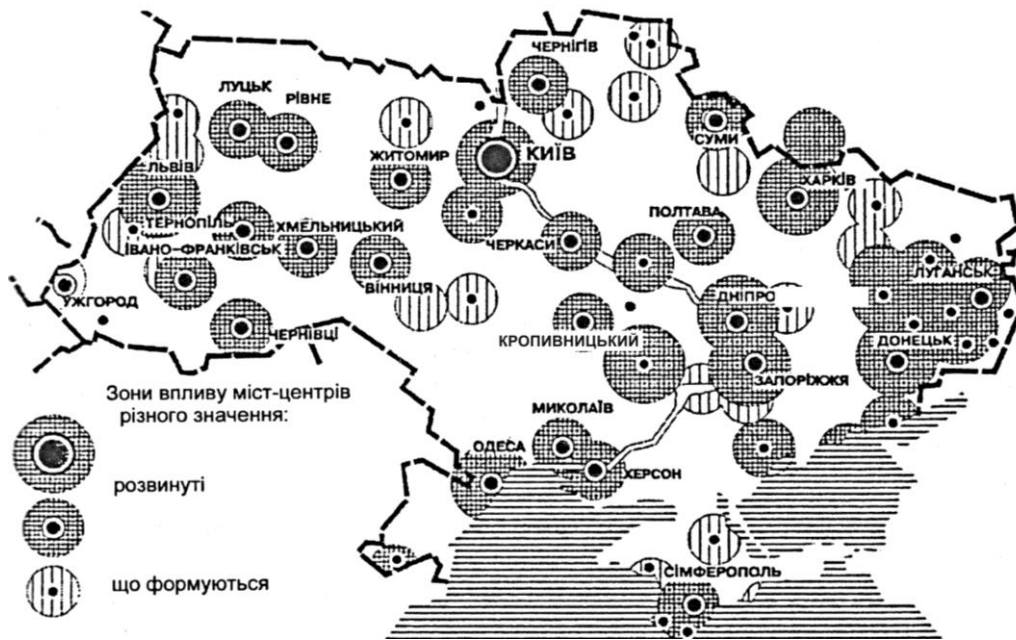 ЧЕРНІГІВ
ЛУЦЬК
РІВНЕ
СУМИ
КИЇВ
ЖИТОМИР
ЛЬВІВ
ХАРКІВ
ТЕРНОПІЛЬ
ХМЕЛЬНИЦЬКИЙ
ПОЛТАВА
ІВАНО-ФРАНКІВСЬК
ЧЕРКАСИ
ЛУГАНСЬК
ВІННИЦЯ
УЖГОРОД
ДНІПРО
ЧЕРНІВЦІ
КРОПИВНИЦЬКИЙ
ДОНЕЦЬК
ЗАПОРІЖЖЯ
Зони впливу міст-центрів
різного значення:
МИКОЛАЇВ
ОДЕСА
ХЕРСОН
розвинуті
СІМФЕРОПОЛЬ
що формуються